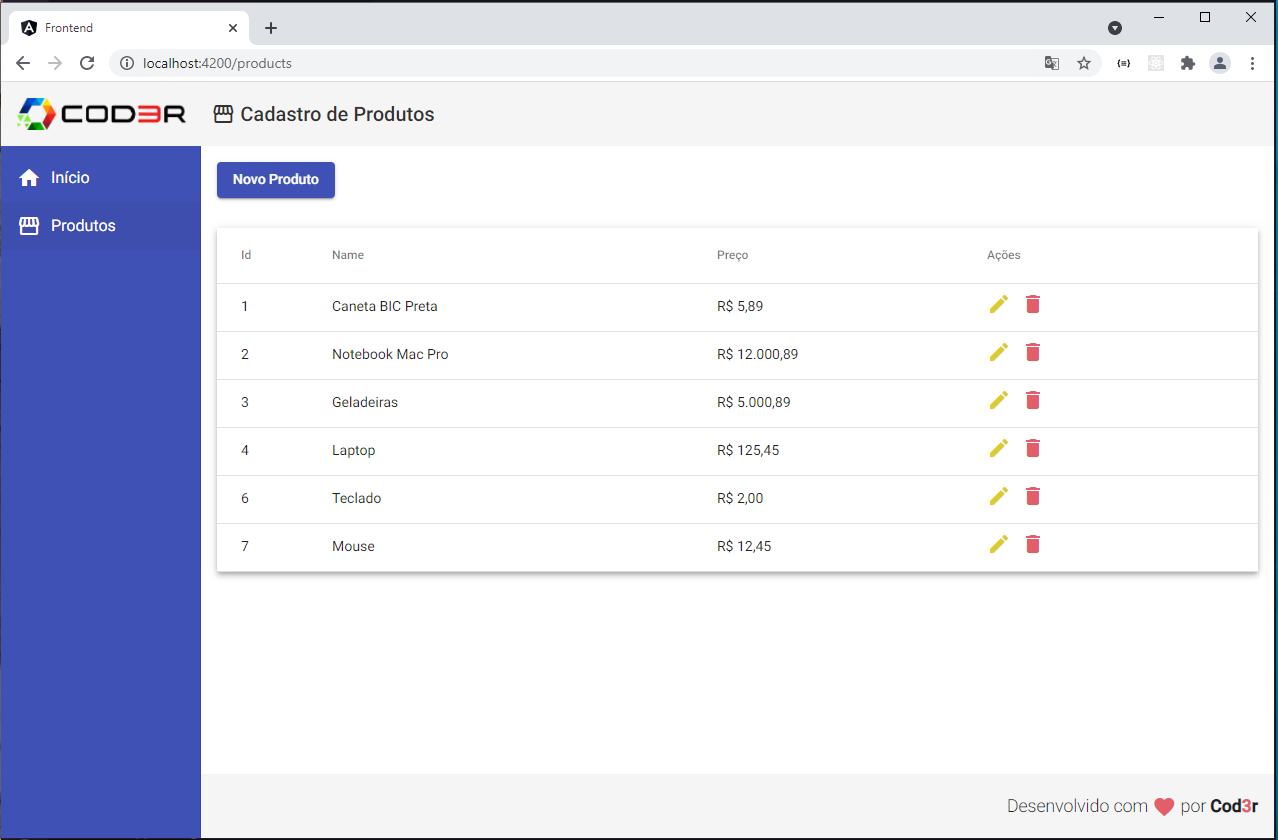 Frontend
localhost:4200/products
COD3R
Cadastro de Produtos
Início
Produtos
Novo Produto
Id Name Preço Ações
1 Caneta BIC Preta R$ 5,89
2 Notebook Mac Pro R$ 12.000,89
3 Geladeiras R$ 5.000,89
4 Laptop R$ 125,45
6 Teclado R$ 2,00
7 Mouse R$ 12,45
Desenvolvido com por Cod3r